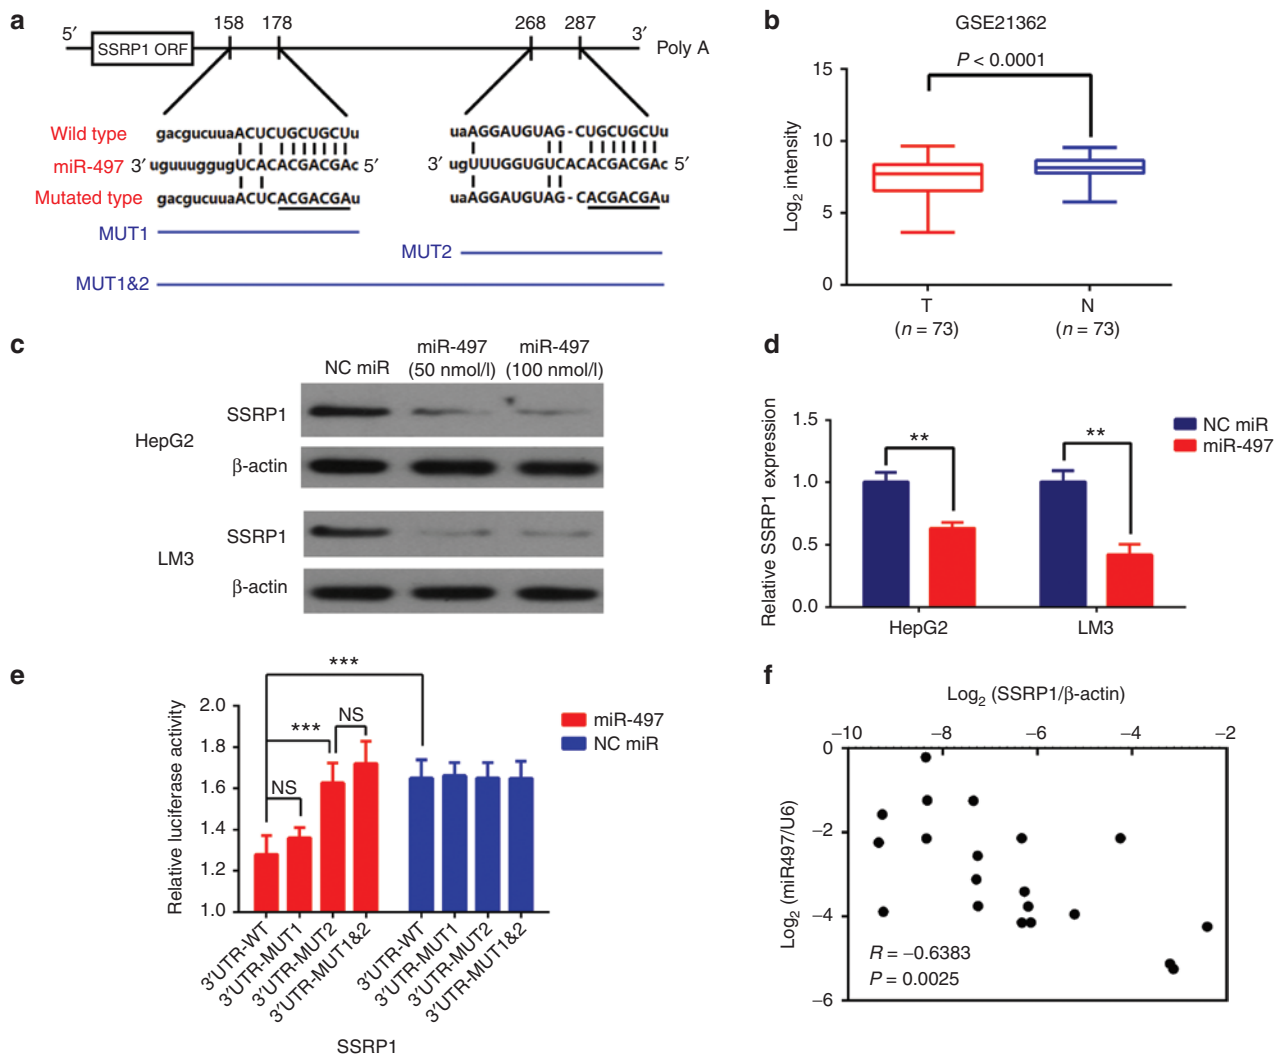 a
5′ SSRP1 ORF 158 178 268 287 3′ Poly A
Wild type gacgucuuaACUCUGCUGCUu uaAGGAUGUAG-CUGCUGCUu
miR-497 3′ uguuuggugUCACACGACGAc 5′ 3′ ugUUUGGUGUCACACGACGAc 5′
Mutated type gacgucuuaACUCACGACGAu uaAGGAUGUAG-CACGACGAu
MUT1
MUT2
MUT1&2
b
GSE21362
P < 0.0001
Log2 intensity
15
10
5
0
T N
(n = 73) (n = 73)
c
NC miR miR-497 (50 nmol/l) miR-497 (100 nmol/l)
HepG2
SSRP1
β-actin
LM3
SSRP1
β-actin
d
Relative SSRP1 expression
1.5
1.0
0.5
0.0
** **
NC miR
miR-497
HepG2 LM3
e
Relative luciferase activity
2.0
1.8
1.6
1.4
1.2
1.0
***
*** NS
NS
miR-497
NC miR
3′UTR-WT
3′UTR-MUT1
3′UTR-MUT2
3′UTR-MUT1&2
3′UTR-WT
3′UTR-MUT1
3′UTR-MUT2
3′UTR-MUT1&2
SSRP1
f
Log2 (SSRP1/β-actin)
−10 −8 −6 −4 −2
Log2 (miR497/U6)
0
−2
−4
−6
R = −0.6383
P = 0.0025